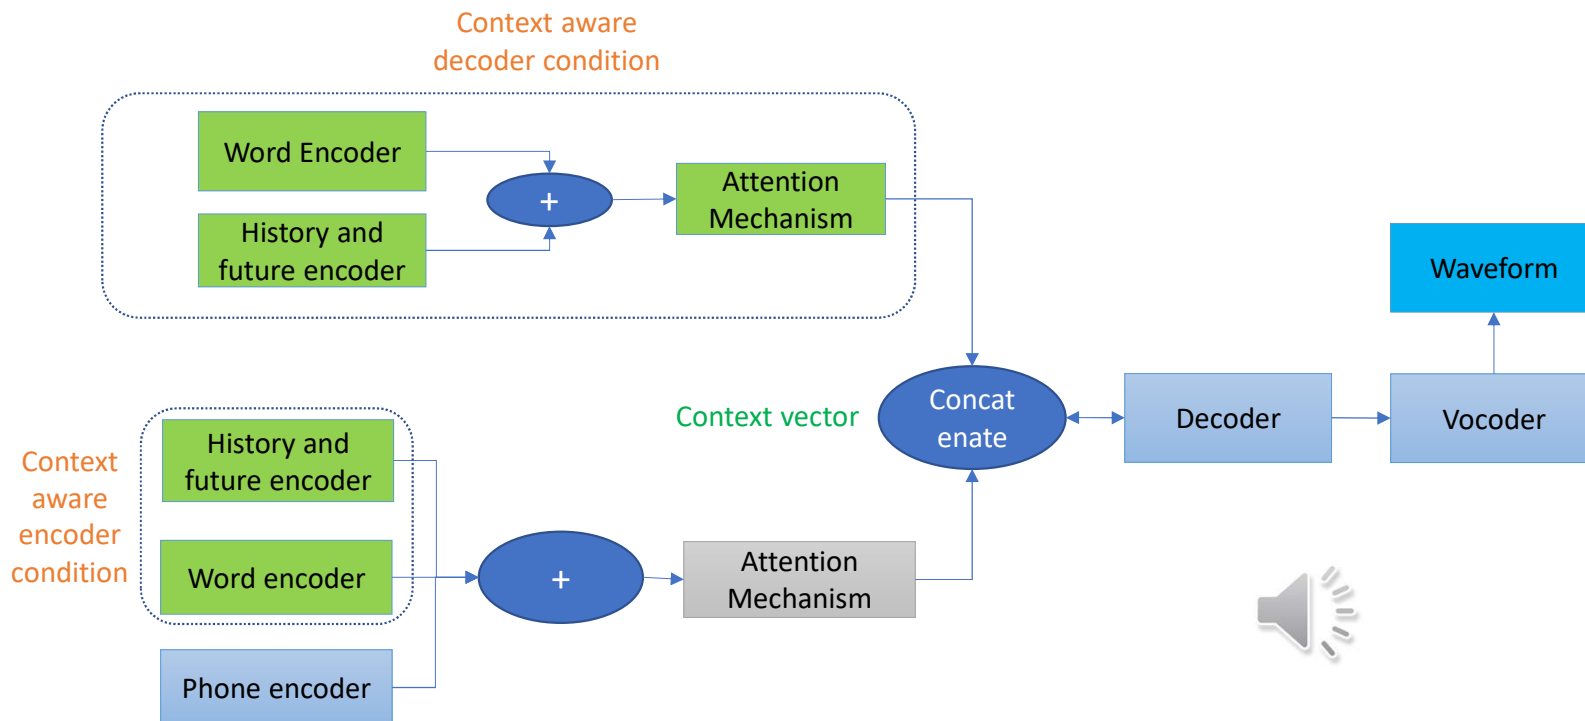 Context aware
decoder condition
Word Encoder
+
Attention
Mechanism
History and
future encoder
Waveform
Context vector
Concat
enate
Decoder
Vocoder
Context
aware
encoder
condition
History and
future encoder
Word encoder
+
Attention
Mechanism
Phone encoder